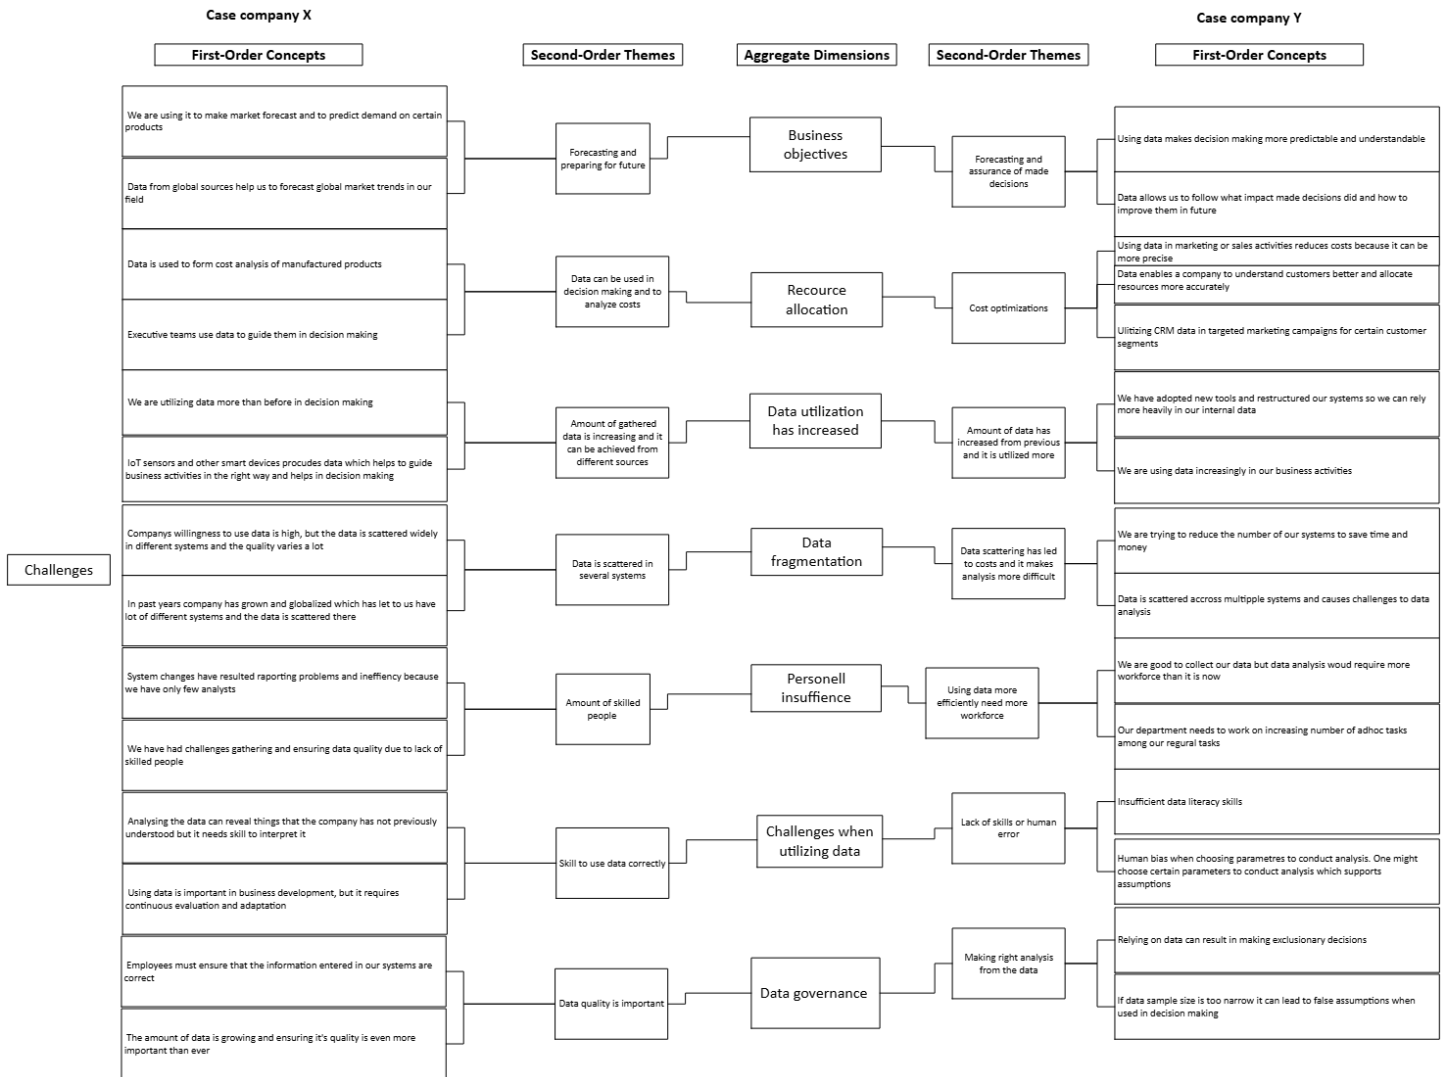 Case company X
Case company Y
First-Order Concepts
Second-Order Themes
Aggregate Dimensions
Second-Order Themes
First-Order Concepts
We are using it to make market forecast and to predict demand on certain
products
Data from global sources help us to forecast global market trends in our
field
Forecasting and
preparing for future
Business
objectives
Forecasting and
assurance of made
decisions
Using data makes decision making more predictable and understandable
Data allows us to follow what impact made decisions did and how to
improve them in future
Data is used to form cost analysis of manufactured products
Executive teams use data to guide them in decision making
Data can be used in
decision making and to
analyze costs
Recource
allocation
Cost optimizations
Using data in marketing or sales activities reduces costs because it can be
more precise
Data enables a company to understand customers better and allocate
resources more accurately
Ulitizing CRM data in targeted marketing campaigns for certain customer
segments
We are utilizing data more than before in decision making
IoT sensors and other smart devices procudes data which helps to guide
business activities in the right way and helps in decision making
Amount of gathered
data is increasing and it
can be achieved from
different sources
Data utilization
has increased
Amount of data has
increased from previous
and it is utilized more
We have adopted new tools and restructured our systems so we can rely
more heavily in our internal data
We are using data increasingly in our business activities
Challenges
Companys willingness to use data is high, but the data is scattered widely
in different systems and the quality varies a lot
In past years company has grown and globalized which has let to us have
lot of different systems and the data is scattered there
Data is scattered in
several systems
Data
fragmentation
Data scattering has led
to costs and it makes
analysis more difficult
We are trying to reduce the number of our systems to save time and
money
Data is scattered accross multipple systems and causes challenges to data
analysis
System changes have resulted raporting problems and ineffiency because
we have only few analysts
We have had challenges gathering and ensuring data quality due to lack of
skilled people
Amount of skilled
people
Personell
insuffience
Using data more
efficiently need more
workforce
We are good to collect our data but data analysis woud require more
workforce than it is now
Our department needs to work on increasing number of adhoc tasks
among our regural tasks
Analysing the data can reveal things that the company has not previously
understood but it needs skill to interpret it
Using data is important in business development, but it requires
continuous evaluation and adaptation
Skill to use data correctly
Challenges when
utilizing data
Lack of skills or human
error
Insufficient data literacy skills
Human bias when choosing parametres to conduct analysis. One might
choose certain parameters to conduct analysis which supports
assumptions
Employees must ensure that the information entered in our systems are
correct
The amount of data is growing and ensuring it's quality is even more
important than ever
Data quality is important
Data governance
Making right analysis
from the data
Relying on data can result in making exclusionary decisions
If data sample size is too narrow it can lead to false assumptions when
used in decision making